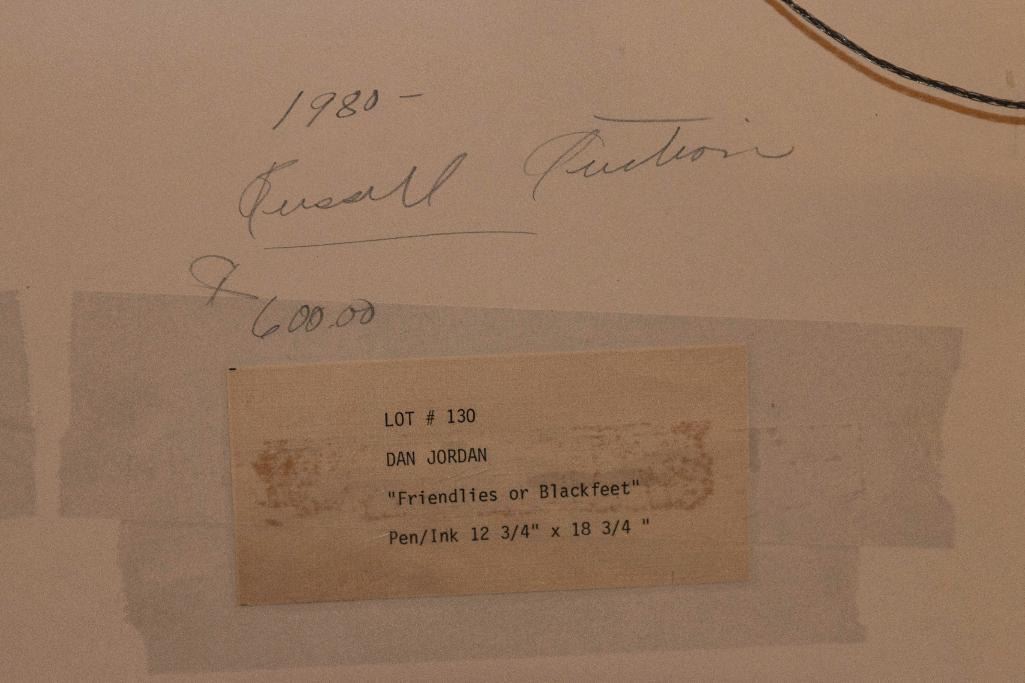 1980 -
Russell Auction
600.00
LOT # 130
DAN JORDAN
"Friendlies or Blackfeet"
Pen/Ink 12 3/4" x 18 3/4 "